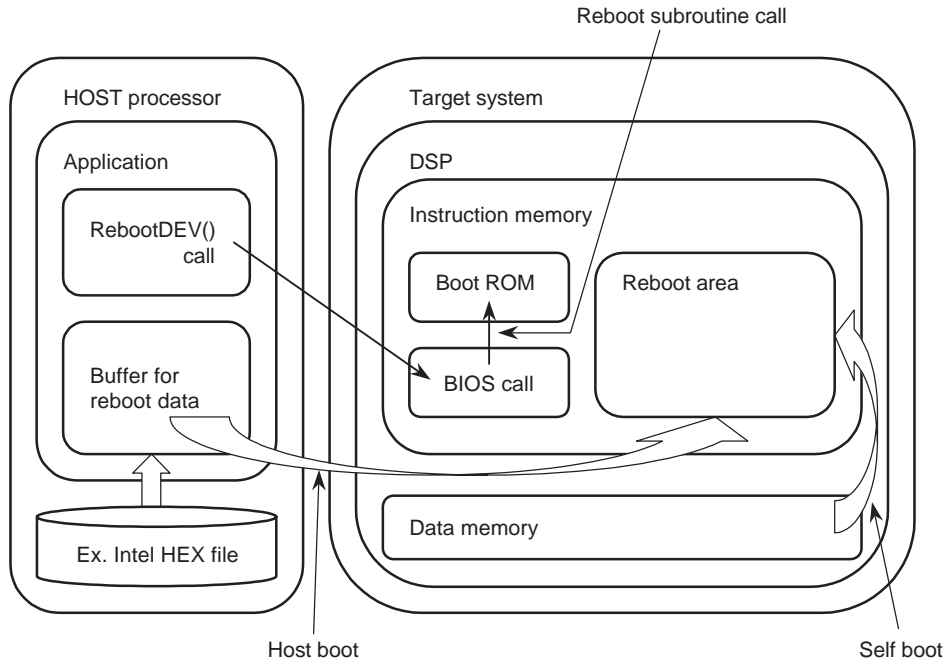 Reboot subroutine call
HOST processor
Application
RebootDEV()
call
Buffer for
reboot data
Ex. Intel HEX file
Target system
DSP
Instruction memory
Boot ROM
BIOS call
Reboot area
Data memory
Host boot
Self boot